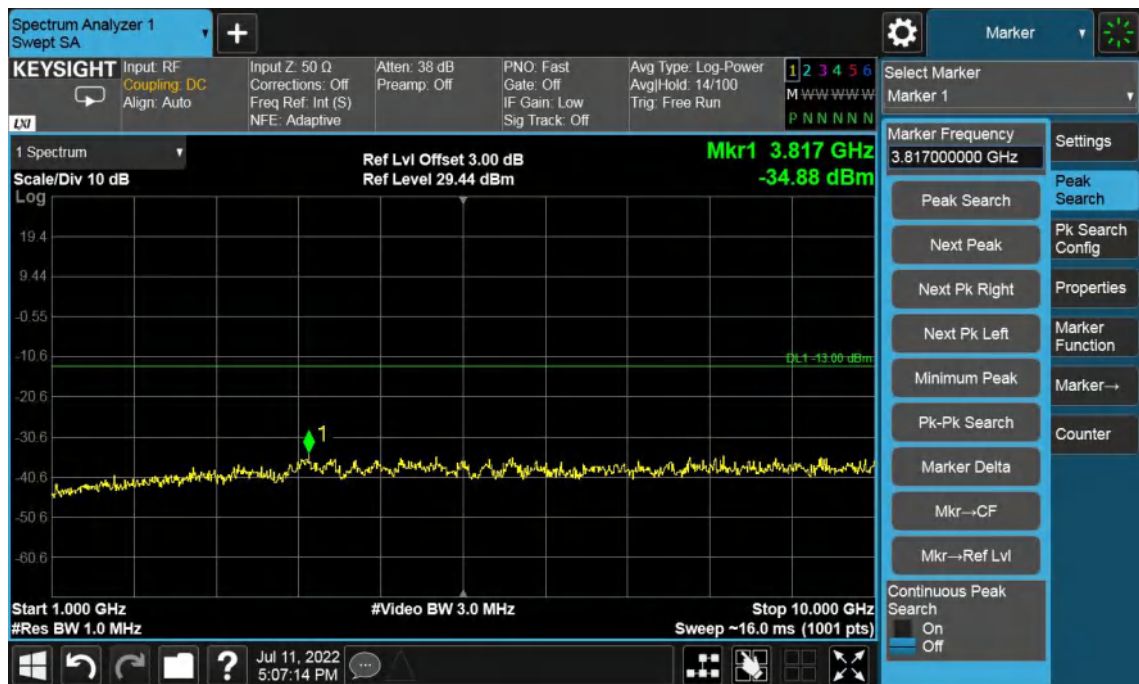 Spectrum Analyzer 1
Swept SA
+
Marker
KEYSIGHT
LXI
Input: RF
Coupling: DC
Align: Auto
Input Z: 50 Ω
Corrections: Off
Freq Ref: Int (S)
NFE: Adaptive
Atten: 38 dB
Preamp: Off
PNO: Fast
Gate: Off
IF Gain: Low
Sig Track: Off
Avg Type: Log-Power
Avg|Hold: 14/100
Trig: Free Run
1 2 3 4 5 6
M W W W W W
P N N N N N
Select Marker
Marker 1
1 Spectrum
Scale/Div 10 dB
Log
Ref Lvl Offset 3.00 dB
Ref Level 29.44 dBm
Mkr1 3.817 GHz
-34.88 dBm
19.4
9.44
-0.55
-10.6
-20.6
-30.6
-40.6
-50.6
-60.6
DL1 -13.00 dBm
1
Start 1.000 GHz
#Res BW 1.0 MHz
#Video BW 3.0 MHz
Stop 10.000 GHz
Sweep ~16.0 ms (1001 pts)
Marker Frequency
3.817000000 GHz
Peak Search
Next Peak
Next Pk Right
Next Pk Left
Minimum Peak
Pk-Pk Search
Marker Delta
Mkr→CF
Mkr→Ref Lvl
Continuous Peak
Search
On
Off
Settings
Peak
Search
Pk Search
Config
Properties
Marker
Function
Marker→
Counter
?
Jul 11, 2022
5:07:14 PM